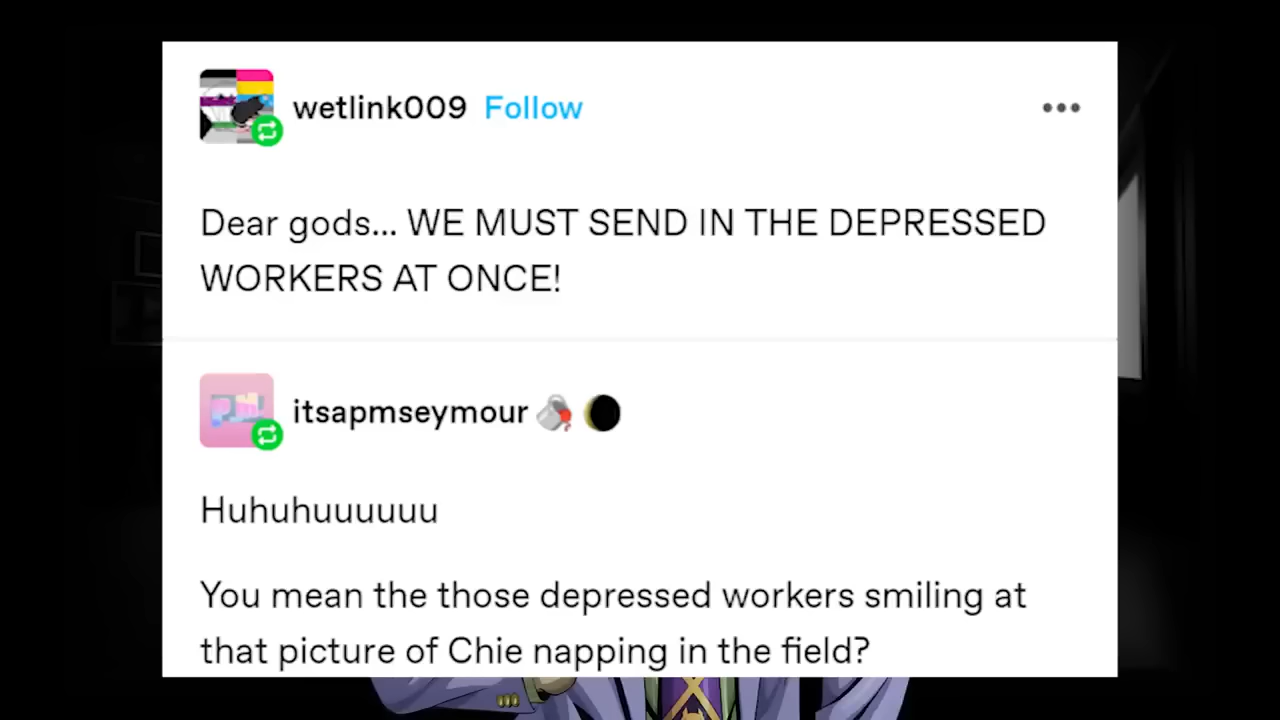 wetlink009 Follow
Dear gods... WE MUST SEND IN THE DEPRESSED
WORKERS AT ONCE!
itsapmseymour
Huhuhuuuuuu
You mean the those depressed workers smiling at
that picture of Chie napping in the field?